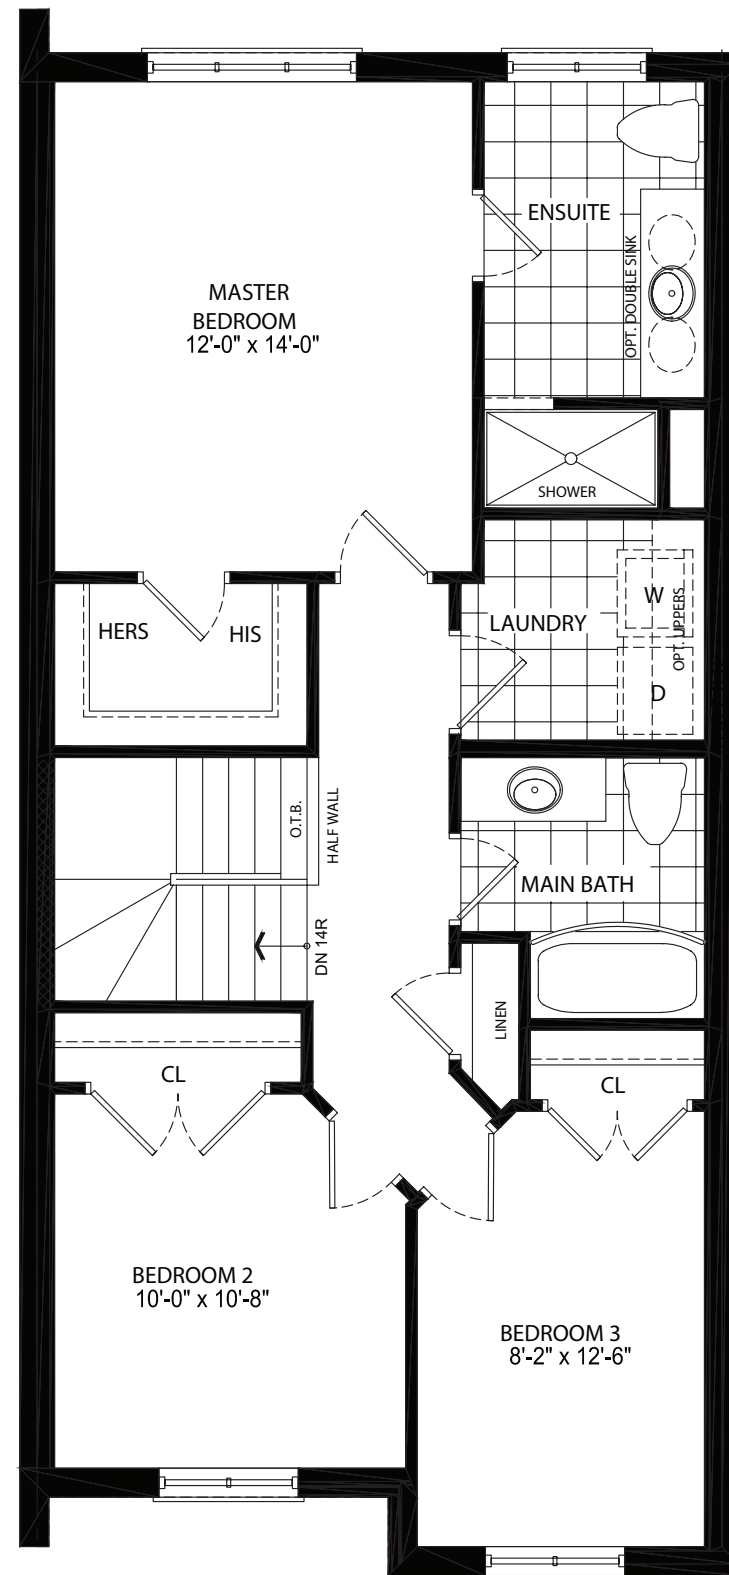 ENSUITE
OPT. DOUBLE SINK
MASTER
BEDROOM
12'-0" x 14'-0"
SHOWER
HERS
HIS
LAUNDRY
W
OPT. UPPERS
D
O.T.B.
HALF WALL
MAIN BATH
DN 14R
LINEN
CL
CL
BEDROOM 2
10'-0" x 10'-8"
BEDROOM 3
8'-2" x 12'-6"